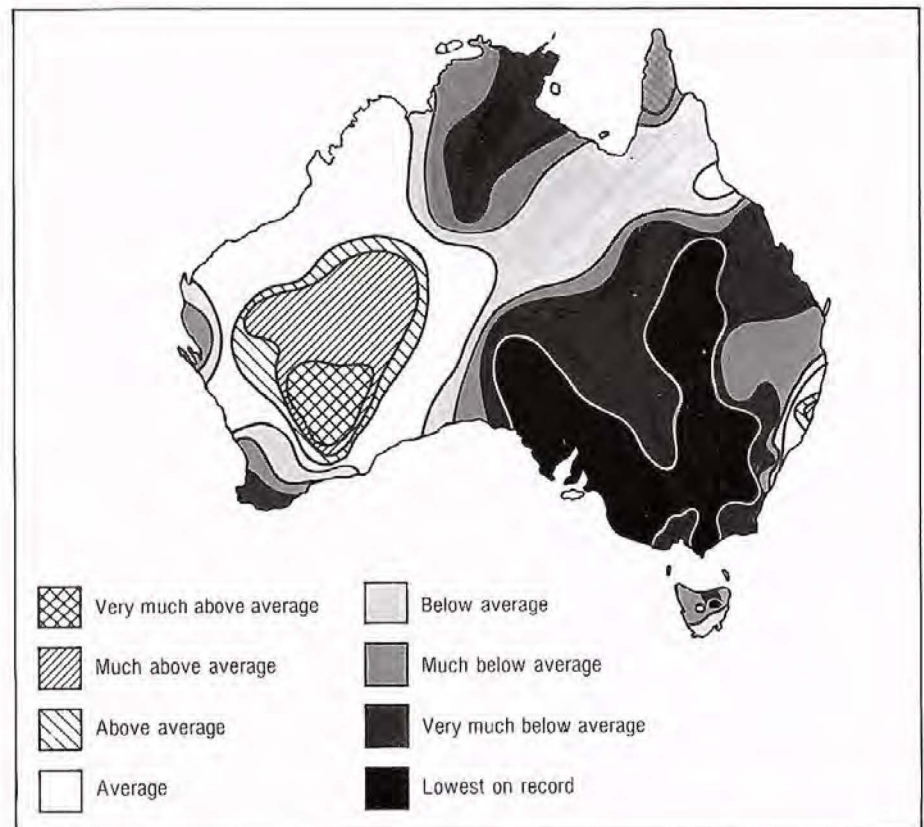 Very much above average
Much above average
Above average
Average
Below average
Much below average
Very much below average
Lowest on record